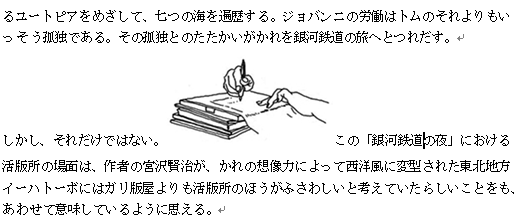 るユートピアをめざして、七つの海を遍歴する。ジョバンニの労働はトムのそれよりもい
っそう孤独である。その孤独とのたたかいがかれを銀河鉄道の旅へとつれだす。
しかし、それだけではない。 この「銀河鉄道の夜」における
活版所の場面は、作者の宮沢賢治が、かれの想像力によって西洋風に変型された東北地方
イーハトーボにはガリ版屋よりも活版所のほうがふさわしいと考えていたらしいことをも、
あわせて意味しているように思える。